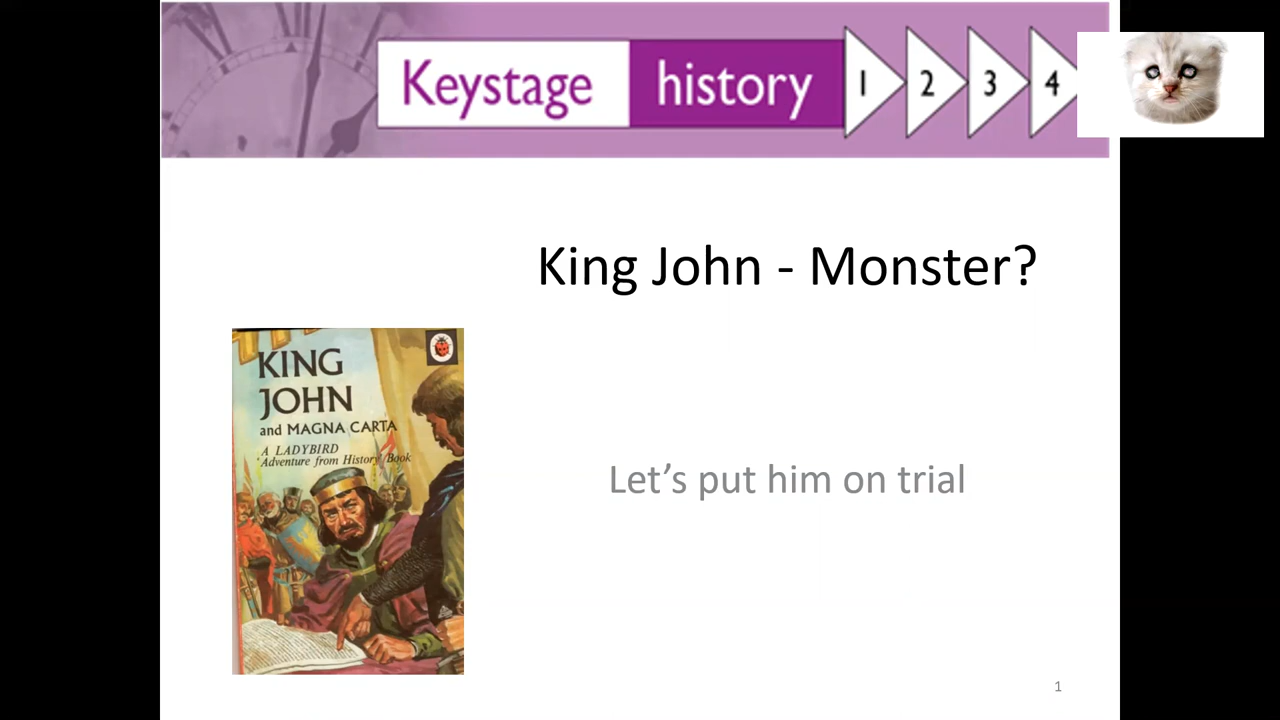 Keystage history 1 2 3 4
King John - Monster?
KING
JOHN
and MAGNA CARTA
A LADYBIRD
'Adventure from History' Book
Let’s put him on trial
1